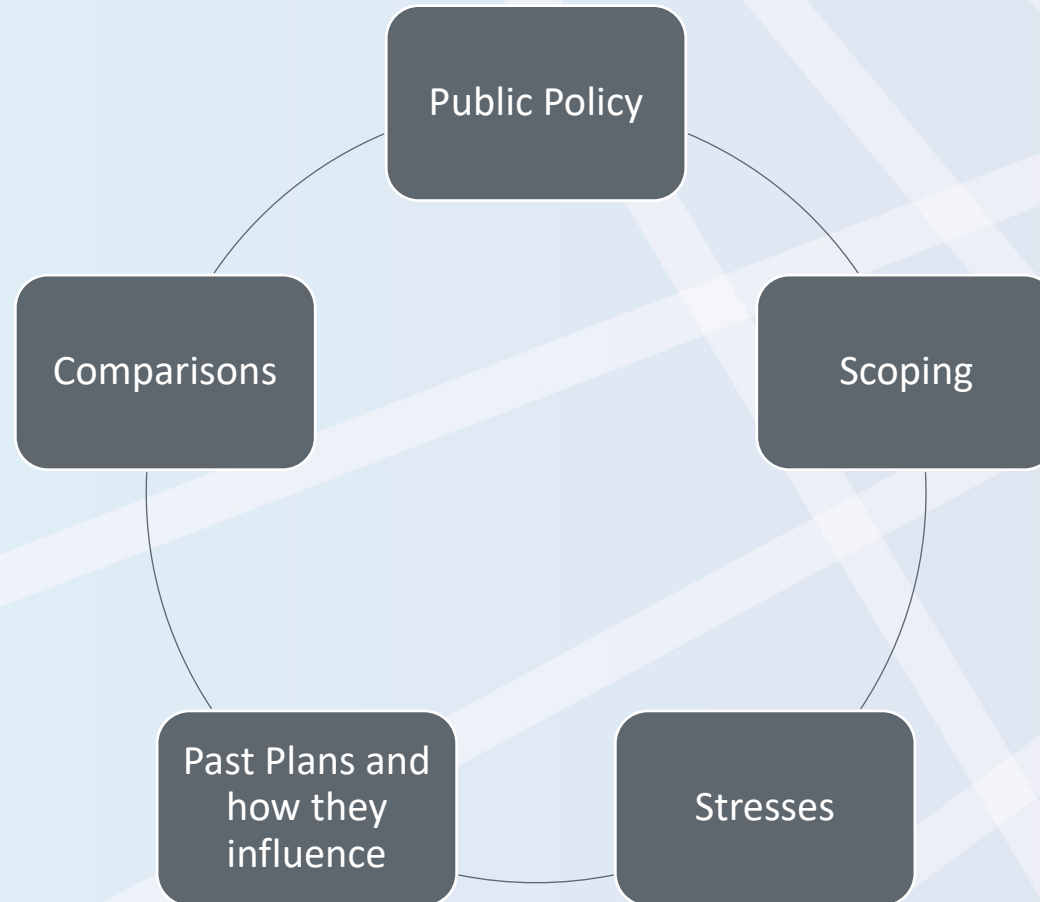 Public Policy
Comparisons
Scoping
Past Plans and
how they
influence
Stresses